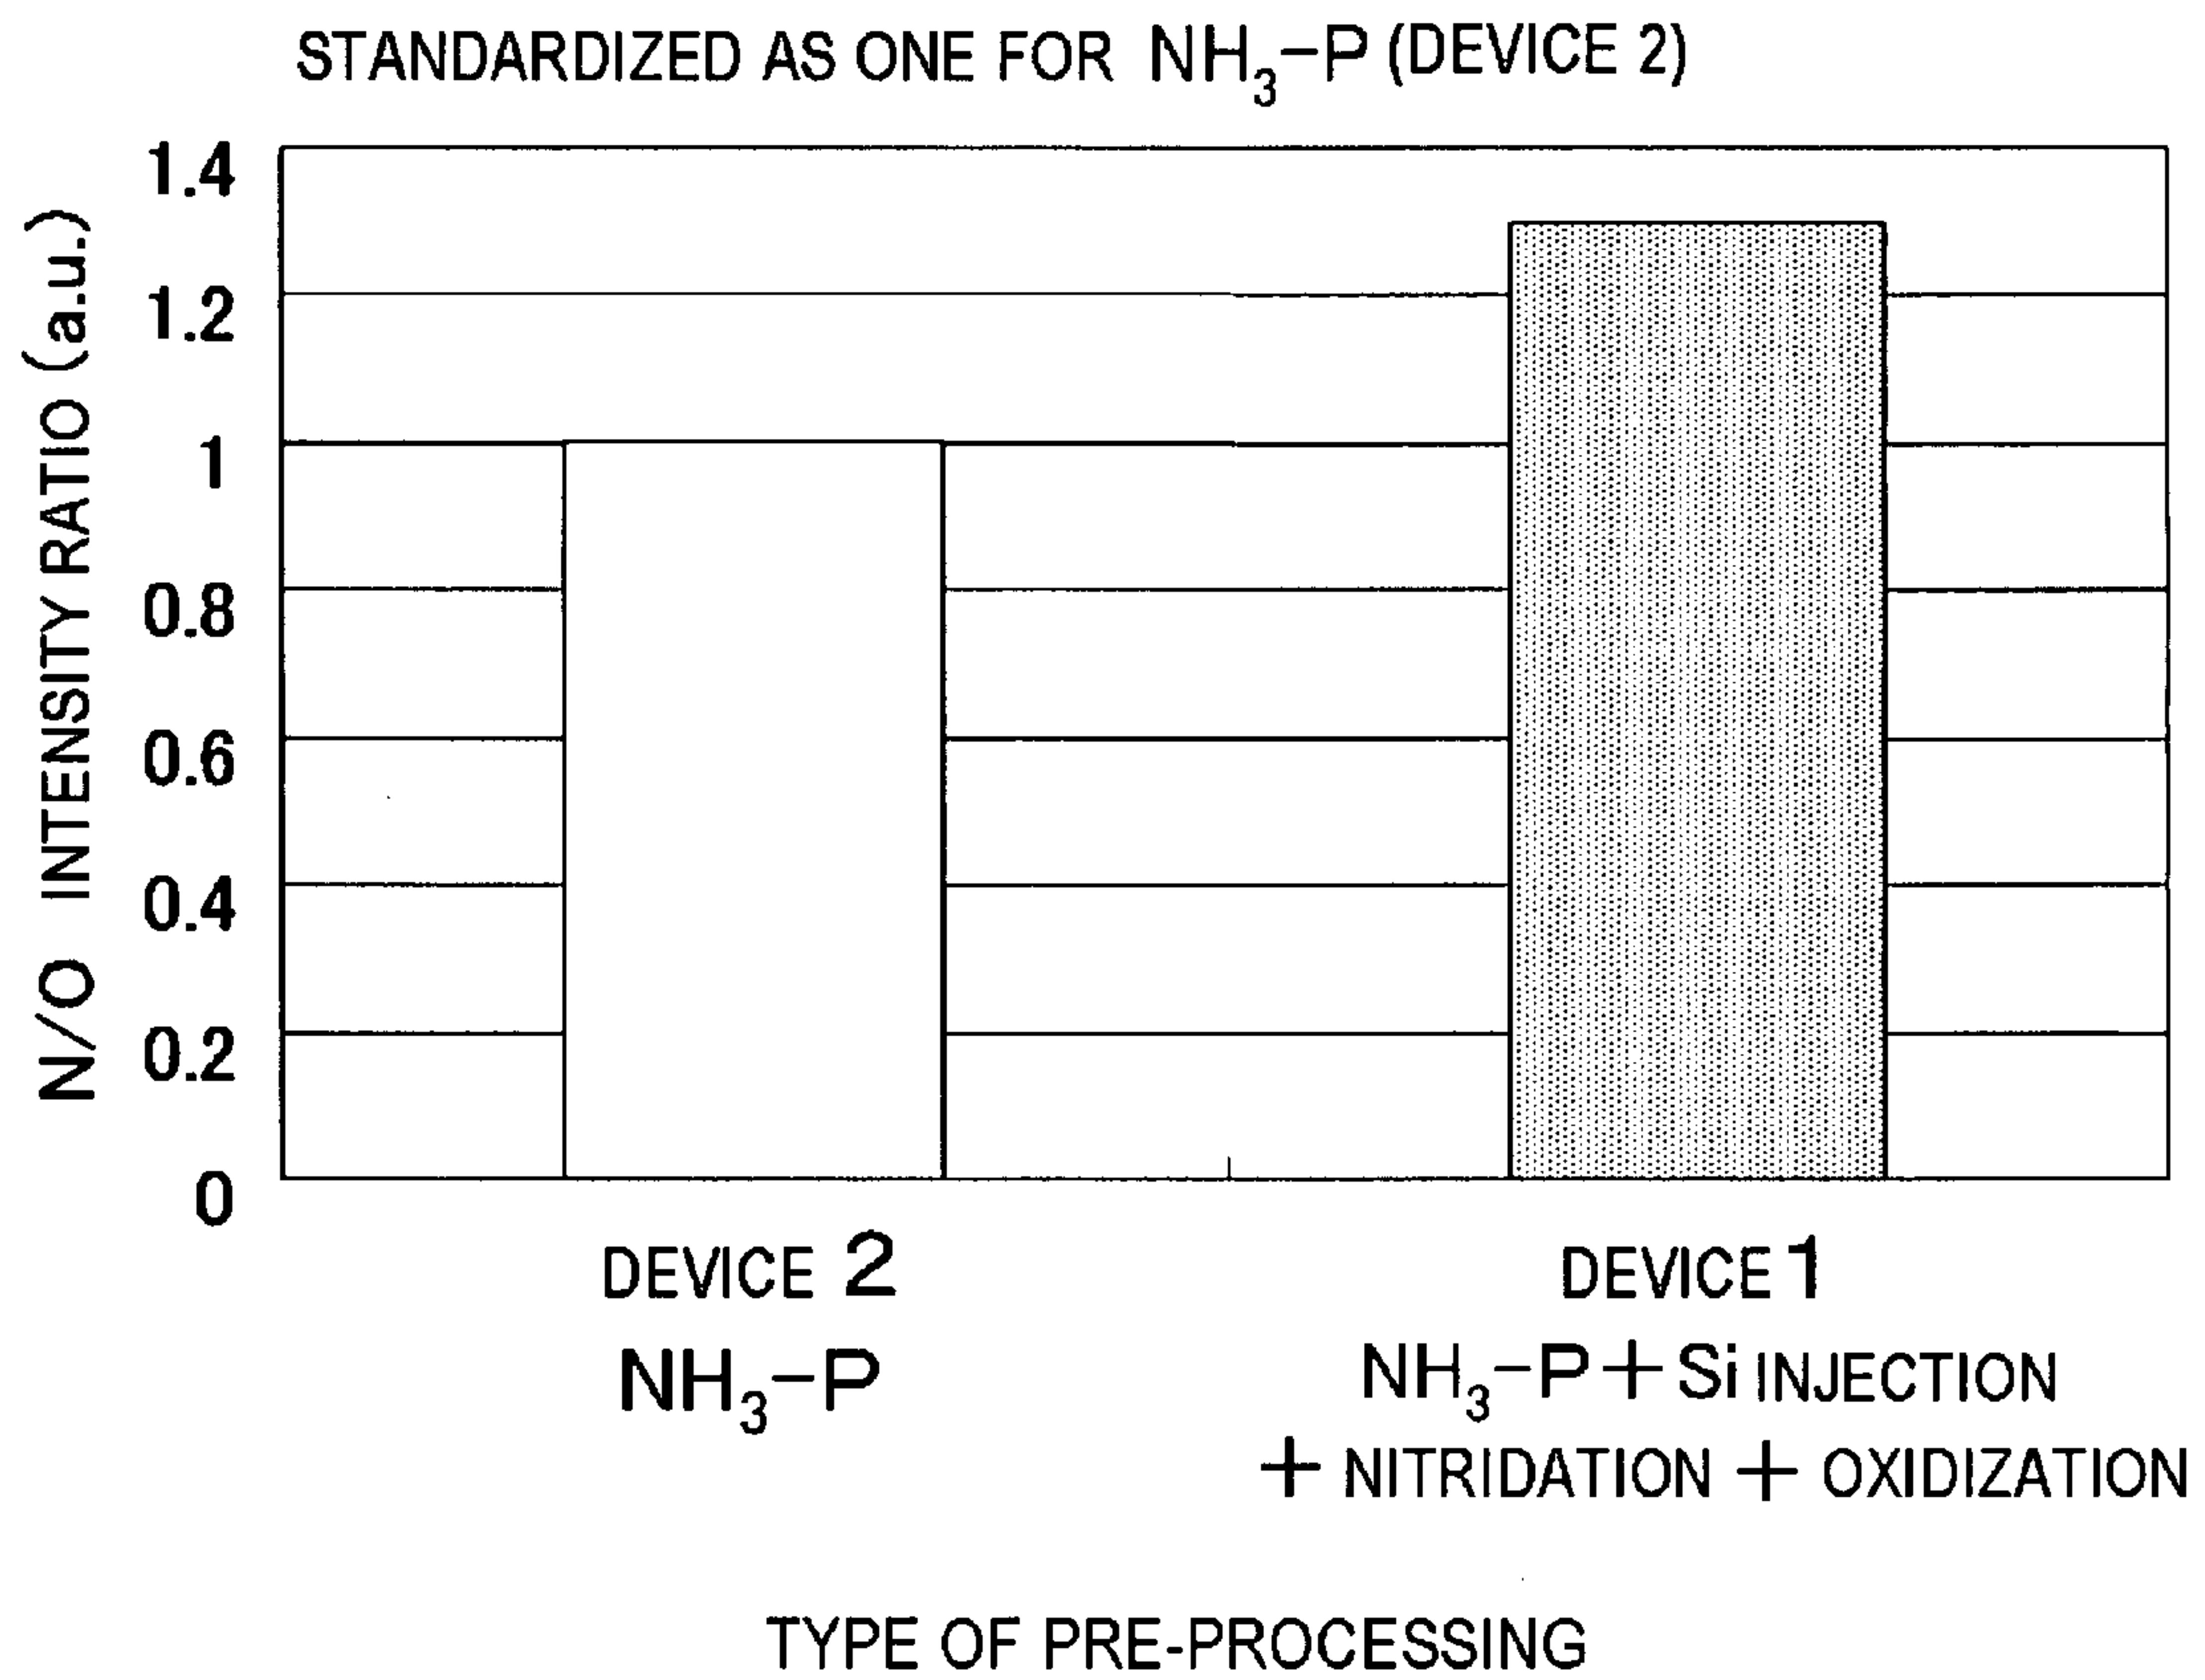 STANDARDIZED AS ONE FOR NH₃-P (DEVICE 2)
1.4
1.2
1
0.8
0.6
0.4
0.2
0
N/O INTENSITY RATIO (a.u.)
DEVICE 2
NH₃-P
DEVICE 1
NH₃-P+Si INJECTION
+ NITRIDATION + OXIDIZATION
TYPE OF PRE-PROCESSING